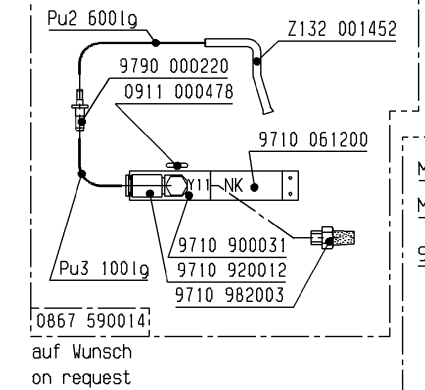 Pu2 600lg
Z132 001452
9790 000220
0911 000478
9710 061200
Y11
NK
9710 900031
Pu3 100lg
9710 920012
9710 982003
0867 590014
auf Wunsch
on request